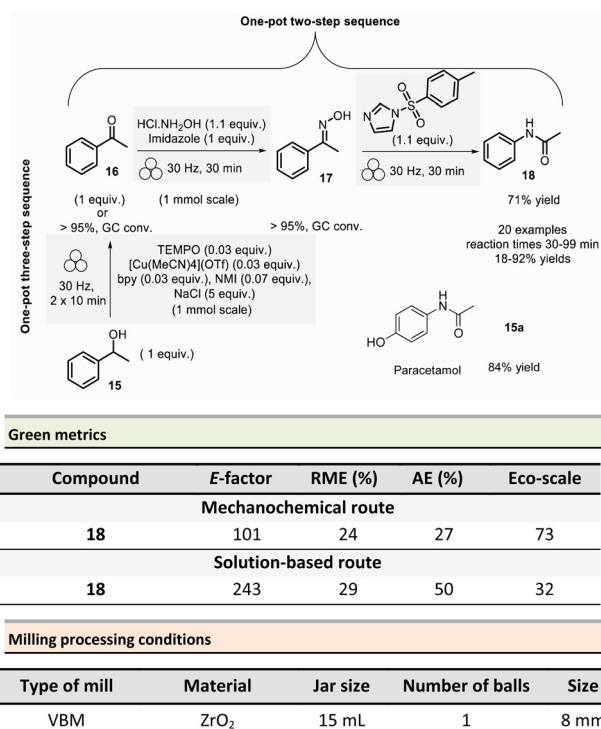 One-pot two-step sequence
One-pot three-step sequence
O
16
(1 equiv.)
or
> 95%, GC conv.
HCl.NH2OH (1.1 equiv.)
Imidazole (1 equiv.)
30 Hz, 30 min
(1 mmol scale)
N OH
17
> 95%, GC conv.
N N S O O
(1.1 equiv.)
30 Hz, 30 min
H N O
18
71% yield
20 examples
reaction times 30-99 min
18-92% yields
30 Hz,
2 x 10 min
TEMPO (0.03 equiv.)
[Cu(MeCN)4](OTf) (0.03 equiv.)
bpy (0.03 equiv.), NMI (0.07 equiv.),
NaCl (5 equiv.)
(1 mmol scale)
OH
15
( 1 equiv.)
HO H N O
15a
Paracetamol 84% yield
Green metrics
Compound E-factor RME (%) AE (%) Eco-scale
Mechanochemical route
18 101 24 27 73
Solution-based route
18 243 29 50 32
Milling processing conditions
Type of mill Material Jar size Number of balls Size
VBM ZrO2 15 mL 1 8 mm